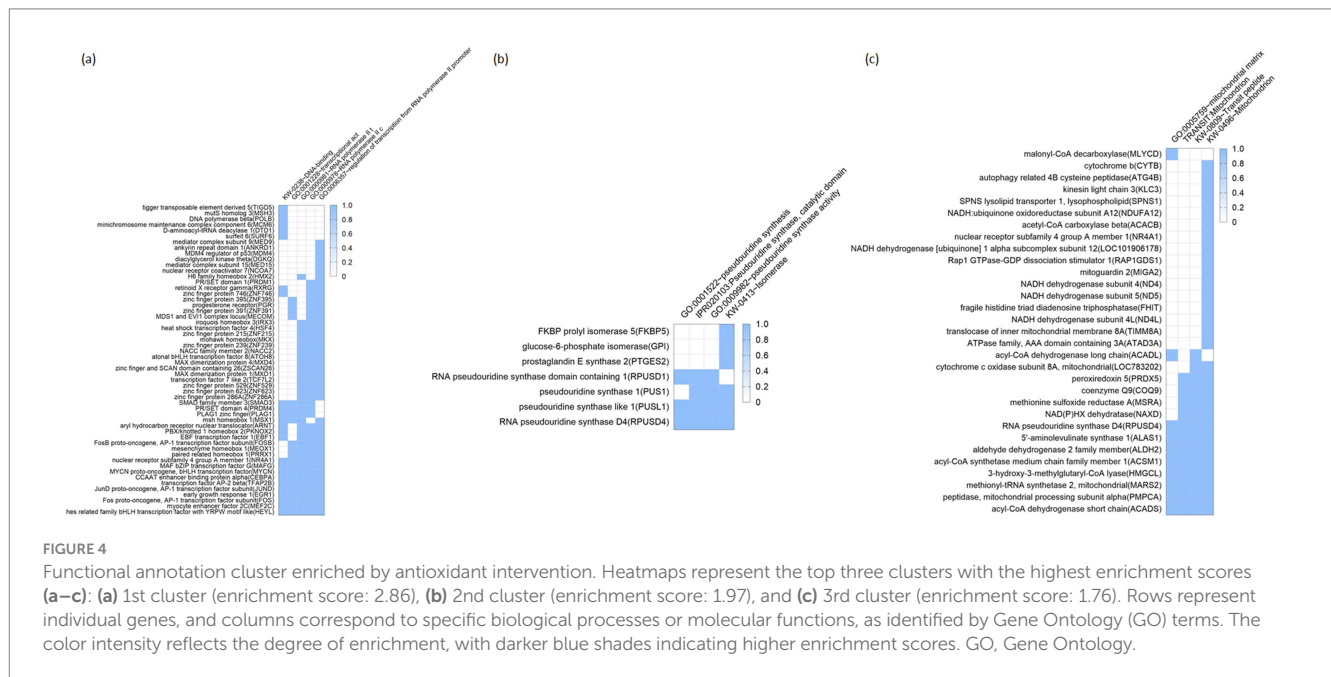 (a)
KW-0238~DNA-binding
GO:0001228~transcriptional act
GO:0000981~RNA polymerase II t
GO:0000978~RNA polymerase II c
GO:0006357~regulation of transcription from RNA polymerase II promoter
tigger transposable element derived 5(TIGD5)
mutS homolog 3(MSH3)
DNA polymerase beta(POLB)
minichromosome maintenance complex component 6(MCM6)
D-aminoacyl-tRNA deacylase 1(DTD1)
surfeit 6(SURF6)
mediator complex subunit 9(MED9)
ankyrin repeat domain 1(ANKRD1)
MDM4 regulator of p53(MDM4)
diacylglycerol kinase theta(DGKQ)
mediator complex subunit 15(MED15)
nuclear receptor coactivator 7(NCOA7)
H6 family homeobox 2(HMX2)
PR/SET domain 1(PRDM1)
retinoid X receptor gamma(RXRG)
zinc finger protein 746(ZNF746)
zinc finger protein 395(ZNF395)
progesterone receptor(PGR)
zinc finger protein 391(ZNF391)
MDS1 and EVI1 complex locus(MECOM)
iroquois homeobox 3(IRX3)
heat shock transcription factor 4(HSF4)
zinc finger protein 215(ZNF215)
mohawk homeobox(MKX)
zinc finger protein 239(ZNF239)
NACC family member 2(NACC2)
atonal bHLH transcription factor 8(ATOH8)
MAX dimerization protein 4(MXD4)
zinc finger and SCAN domain containing 26(ZSCAN26)
MAX dimerization protein 1(MXD1)
transcription factor 7 like 2(TCF7L2)
zinc finger protein 529(ZNF529)
zinc finger protein 623(ZNF623)
zinc finger protein 286A(ZNF286A)
SMAD family member 3(SMAD3)
PR/SET domain 4(PRDM4)
PLAG1 zinc finger(PLAG1)
msh homeobox 1(MSX1)
aryl hydrocarbon receptor nuclear translocator(ARNT)
PBX/knotted 1 homeobox 2(PKNOX2)
EBF transcription factor 1(EBF1)
FosB proto-oncogene, AP-1 transcription factor subunit(FOSB)
mesenchyme homeobox 1(MEOX1)
paired related homeobox 1(PRRX1)
nuclear receptor subfamily 4 group A member 1(NR4A1)
MAF bZIP transcription factor G(MAFG)
MYCN proto-oncogene, bHLH transcription factor(MYCN)
CCAAT enhancer binding protein alpha(CEBPA)
transcription factor AP-2 beta(TFAP2B)
JunD proto-oncogene, AP-1 transcription factor subunit(JUND)
early growth response 1(EGR1)
Fos proto-oncogene, AP-1 transcription factor subunit(FOS)
myocyte enhancer factor 2C(MEF2C)
hes related family bHLH transcription factor with YRPW motif like(HEYL)
1.0
0.8
0.6
0.4
0.2
0
(b)
GO:0001522~pseudouridine synthesis
IPR020103:Pseudouridine synthase, catalytic domain
GO:0009982~pseudouridine synthase activity
KW-0413~Isomerase
FKBP prolyl isomerase 5(FKBP5)
glucose-6-phosphate isomerase(GPI)
prostaglandin E synthase 2(PTGES2)
RNA pseudouridine synthase domain containing 1(RPUSD1)
pseudouridine synthase 1(PUS1)
pseudouridine synthase like 1(PUSL1)
RNA pseudouridine synthase D4(RPUSD4)
1.0
0.8
0.6
0.4
0.2
0
(c)
GO:0005759~mitochondrial matrix
TRANSIT:Mitochondrion
KW-0809~Transit peptide
KW-0496~Mitochondrion
malonyl-CoA decarboxylase(MLYCD)
cytochrome b(CYTB)
autophagy related 4B cysteine peptidase(ATG4B)
kinesin light chain 3(KLC3)
SPNS lysolipid transporter 1, lysophospholipid(SPNS1)
NADH:ubiquinone oxidoreductase subunit A12(NDUFA12)
acetyl-CoA carboxylase beta(ACACB)
nuclear receptor subfamily 4 group A member 1(NR4A1)
NADH dehydrogenase [ubiquinone] 1 alpha subcomplex subunit 12(LOC101906178)
Rap1 GTPase-GDP dissociation stimulator 1(RAP1GDS1)
mitoguardin 2(MIGA2)
NADH dehydrogenase subunit 4(ND4)
NADH dehydrogenase subunit 5(ND5)
fragile histidine triad diadenosine triphosphatase(FHIT)
NADH dehydrogenase subunit 4L(ND4L)
translocase of inner mitochondrial membrane 8A(TIMM8A)
ATPase family, AAA domain containing 3A(ATAD3A)
acyl-CoA dehydrogenase long chain(ACADL)
cytochrome c oxidase subunit 8A, mitochondrial(LOC783202)
peroxiredoxin 5(PRDX5)
coenzyme Q9(COQ9)
methionine sulfoxide reductase A(MSRA)
NAD(P)HX dehydratase(NAXD)
RNA pseudouridine synthase D4(RPUSD4)
5'-aminolevulinate synthase 1(ALAS1)
aldehyde dehydrogenase 2 family member(ALDH2)
acyl-CoA synthetase medium chain family member 1(ACSM1)
3-hydroxy-3-methylglutaryl-CoA lyase(HMGCL)
methionyl-tRNA synthetase 2, mitochondrial(MARS2)
peptidase, mitochondrial processing subunit alpha(PMPCA)
acyl-CoA dehydrogenase short chain(ACADS)
1.0
0.8
0.6
0.4
0.2
0
FIGURE 4
Functional annotation cluster enriched by antioxidant intervention. Heatmaps represent the top three clusters with the highest enrichment scores
(a–c): (a) 1st cluster (enrichment score: 2.86), (b) 2nd cluster (enrichment score: 1.97), and (c) 3rd cluster (enrichment score: 1.76). Rows represent
individual genes, and columns correspond to specific biological processes or molecular functions, as identified by Gene Ontology (GO) terms. The
color intensity reflects the degree of enrichment, with darker blue shades indicating higher enrichment scores. GO, Gene Ontology.